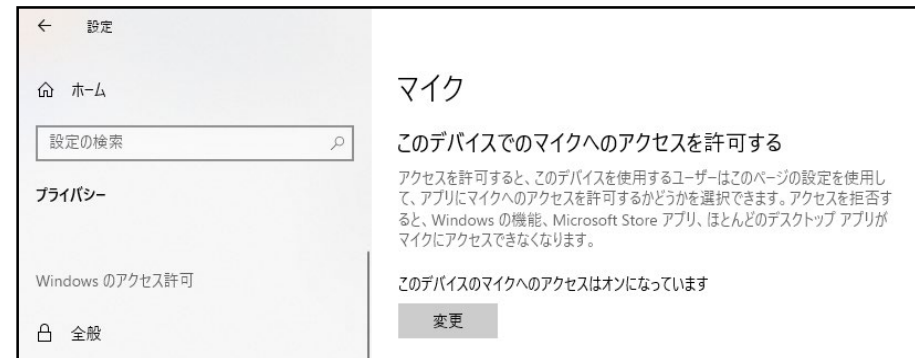 設定
ホーム
設定の検索
プライバシー
Windows のアクセス許可
全般
マイク
このデバイスでのマイクへのアクセスを許可する
アクセスを許可すると、このデバイスを使用するユーザーはこのページの設定を使用し
て、アプリにマイクへのアクセスを許可するかどうかを選択できます。アクセスを拒否す
ると、Windows の機能、Microsoft Store アプリ、ほとんどのデスクトップ アプリが
マイクにアクセスできなくなります。
このデバイスのマイクへのアクセスはオンになっています
変更